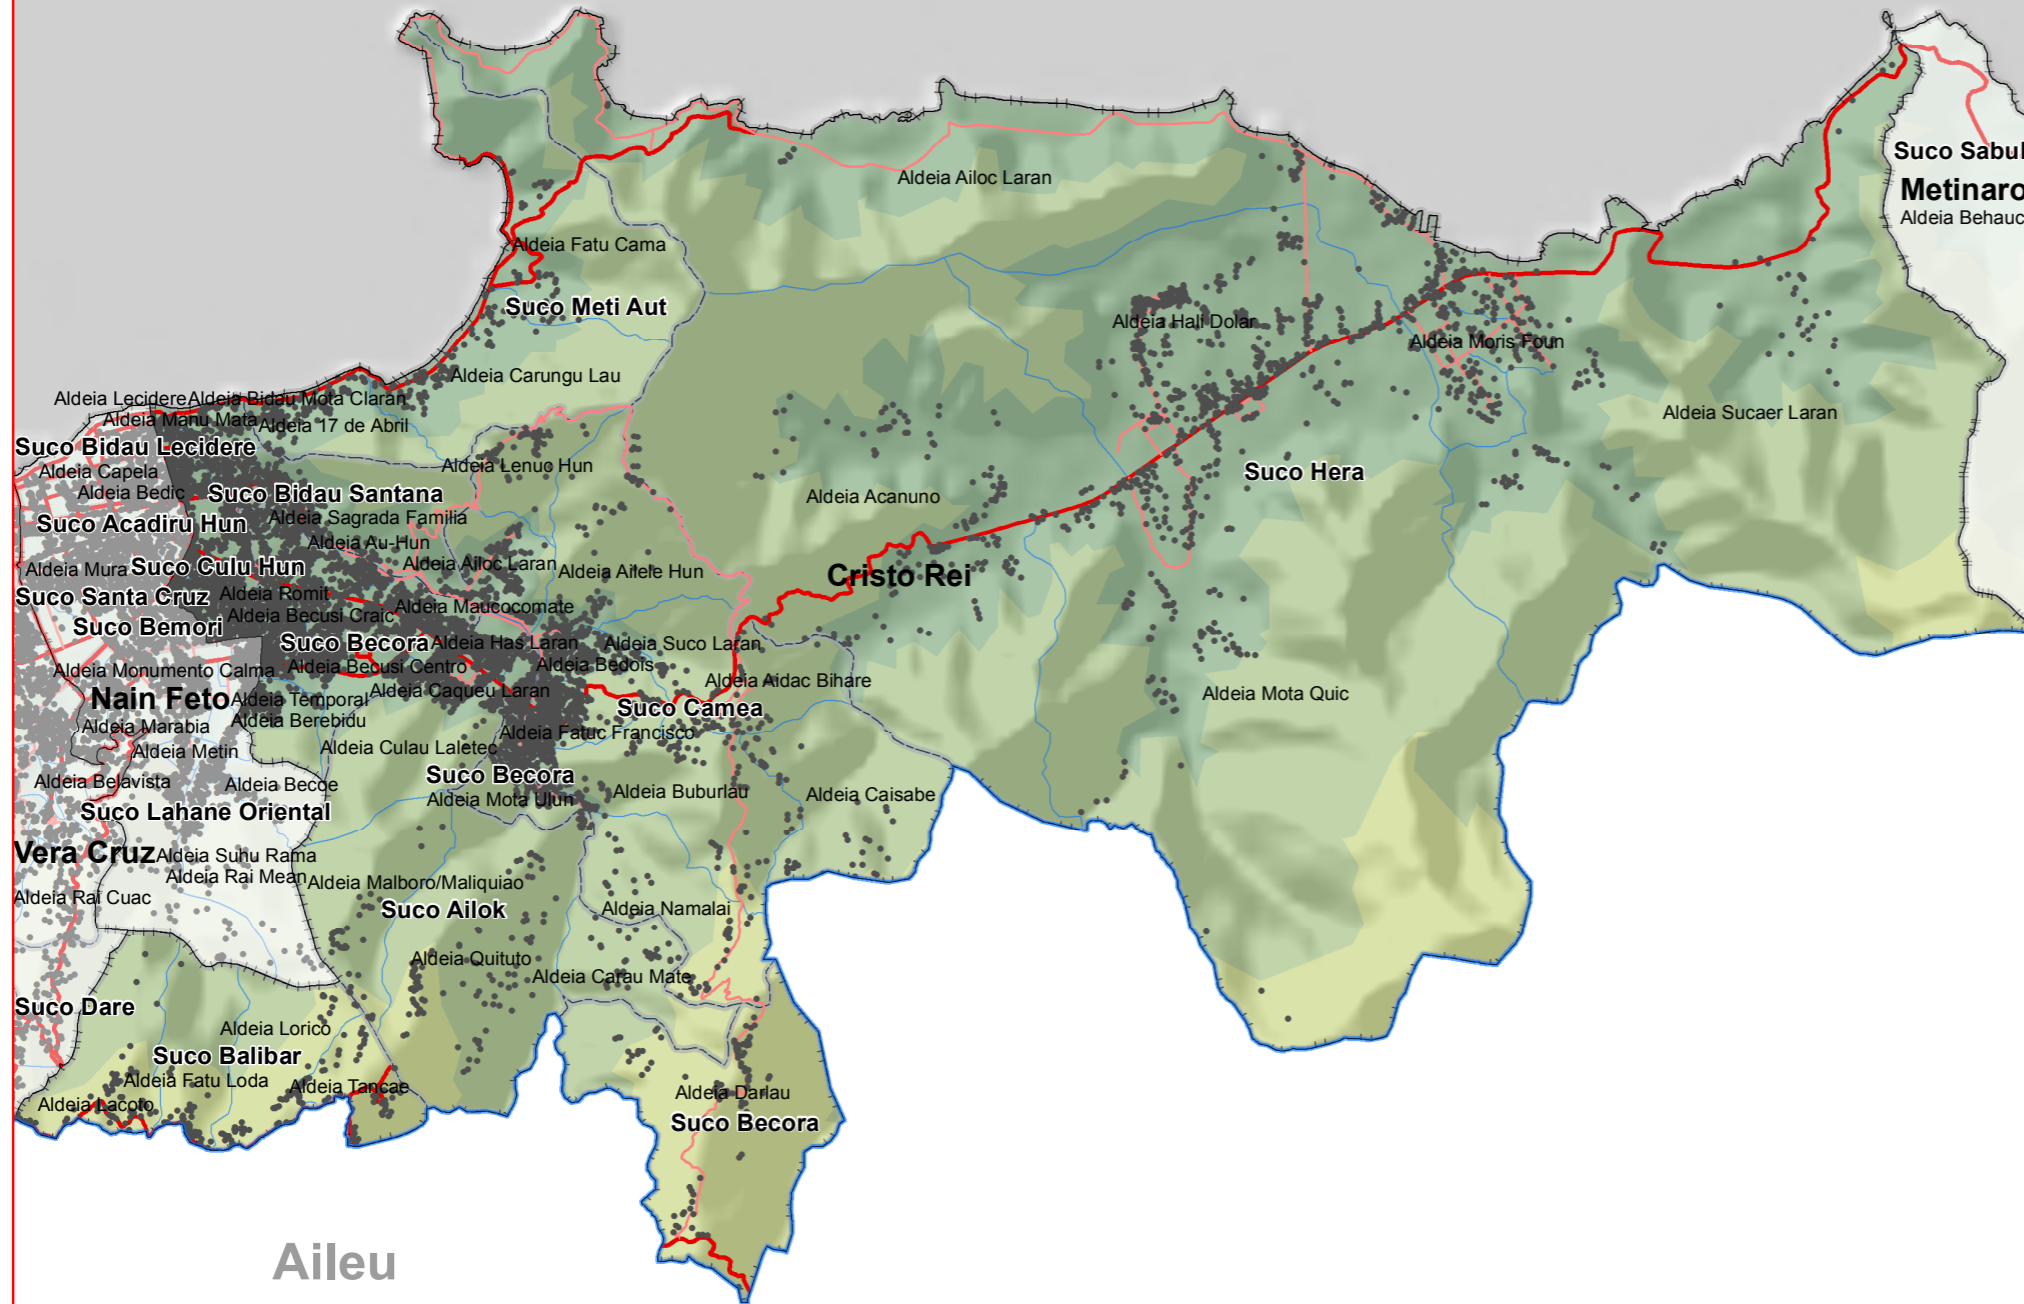 Suco Sabul
Metinaro
Aldeia Behauc
Aldeia Ailoc Laran
Aldeia Fatu Cama
Suco Meti Aut
Aldeia Hali Dolar
Aldeia Moris Foun
Aldeia Carungu Lau
Aldeia Lecidere
Aldeia Bidau Mota Claran
Aldeia Manu Mata
Aldeia 17 de Abril
Aldeia Sucaer Laran
Suco Bidau Lecidere
Aldeia Capela
Aldeia Lenuc Hun
Suco Hera
Aldeia Bedic
Suco Bidau Santana
Aldeia Acanuno
Suco Acadiru Hun
Aldeia Sagrada Familia
Aldeia Au-Hun
Aldeia Mura
Suco Culu Hun
Aldeia Ailoc Laran
Aldeia Ailele Hun
Cristo Rei
Suco Santa Cruz
Aldeia Romit
Aldeia Becusi Craic
Aldeia Maucocomate
Suco Bemori
Suco Becora
Aldeia Has Laran
Aldeia Suco Laran
Aldeia Monumento Calma
Aldeia Becusi Centro
Aldeia Bedois
Aldeia Aidac Bihare
Nain Feto
Aldeia Temporal
Aldeia Caqueu Laran
Aldeia Mota Quic
Suco Camea
Aldeia Berebidu
Aldeia Marabia
Aldeia Fatuc Francisco
Aldeia Metin
Aldeia Culau Laletec
Aldeia Belavista
Aldeia Becoe
Suco Becora
Aldeia Mota Ulun
Aldeia Buburlau
Aldeia Caisabe
Suco Lahane Oriental
Vera Cruz
Aldeia Suhu Rama
Aldeia Rai Mean
Aldeia Malboro/Maliquiao
Aldeia Rai Cuac
Suco Ailok
Aldeia Namalai
Aldeia Quituto
Aldeia Carau Mate
Suco Dare
Aldeia Lorico
Suco Balibar
Aldeia Fatu Loda
Aldeia Tancae
Aldeia Lacoto
Aldeia Darlau
Suco Becora
Aileu